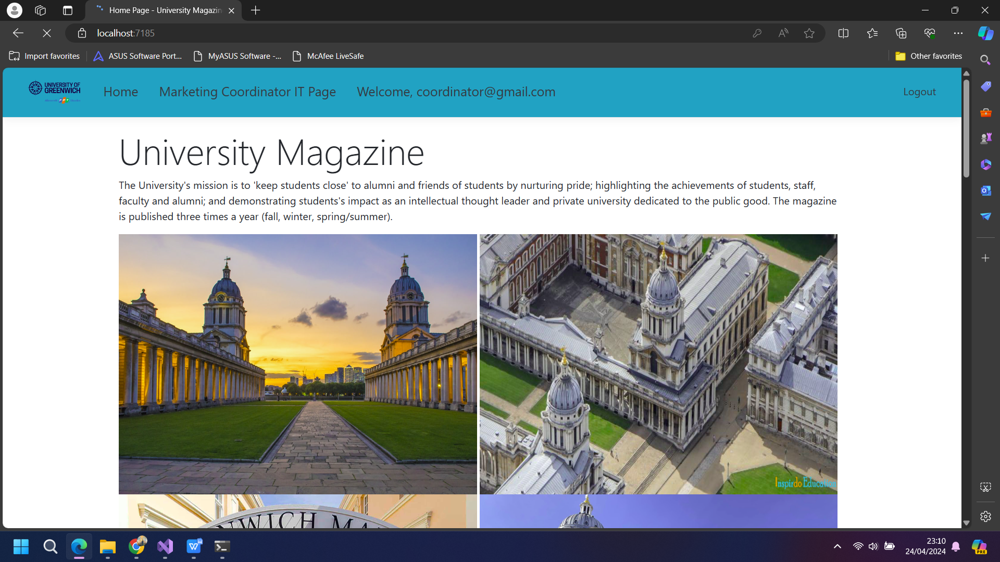 Home Page - University Magazin
localhost:7185
Import favorites
ASUS Software Port...
MyASUS Software -...
McAfee LiveSafe
Other favorites
UNIVERSITY OF
GREENWICH
Home
Marketing Coordinator IT Page
Welcome, coordinator@gmail.com
Logout
University Magazine
The University's mission is to 'keep students close' to alumni and friends of students by nurturing pride; highlighting the achievements of students, staff,
faculty and alumni; and demonstrating students's impact as an intellectual thought leader and private university dedicated to the public good. The magazine
is published three times a year (fall, winter, spring/summer).
Inspirdo Education
NWICH MA
23:10
24/04/2024
PRE